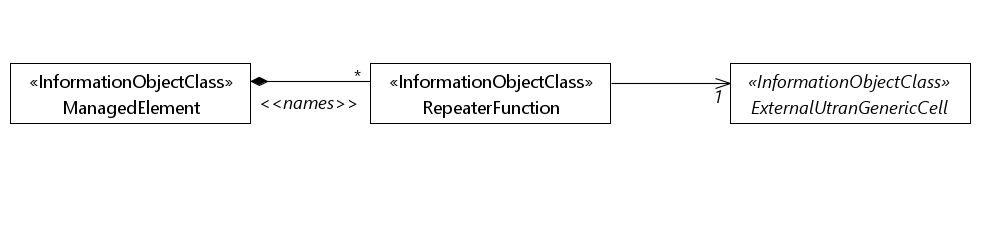 «InformationObjectClass»
ManagedElement
*
<<names>>
«InformationObjectClass»
RepeaterFunction
1
«InformationObjectClass»
ExternalUtranGenericCell